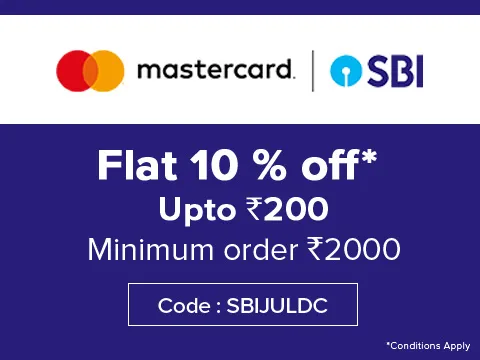 mastercard. | SBI
Flat 10 % off*
Upto ₹200
Minimum order ₹2000
Code : SBIJULDC
*Conditions Apply